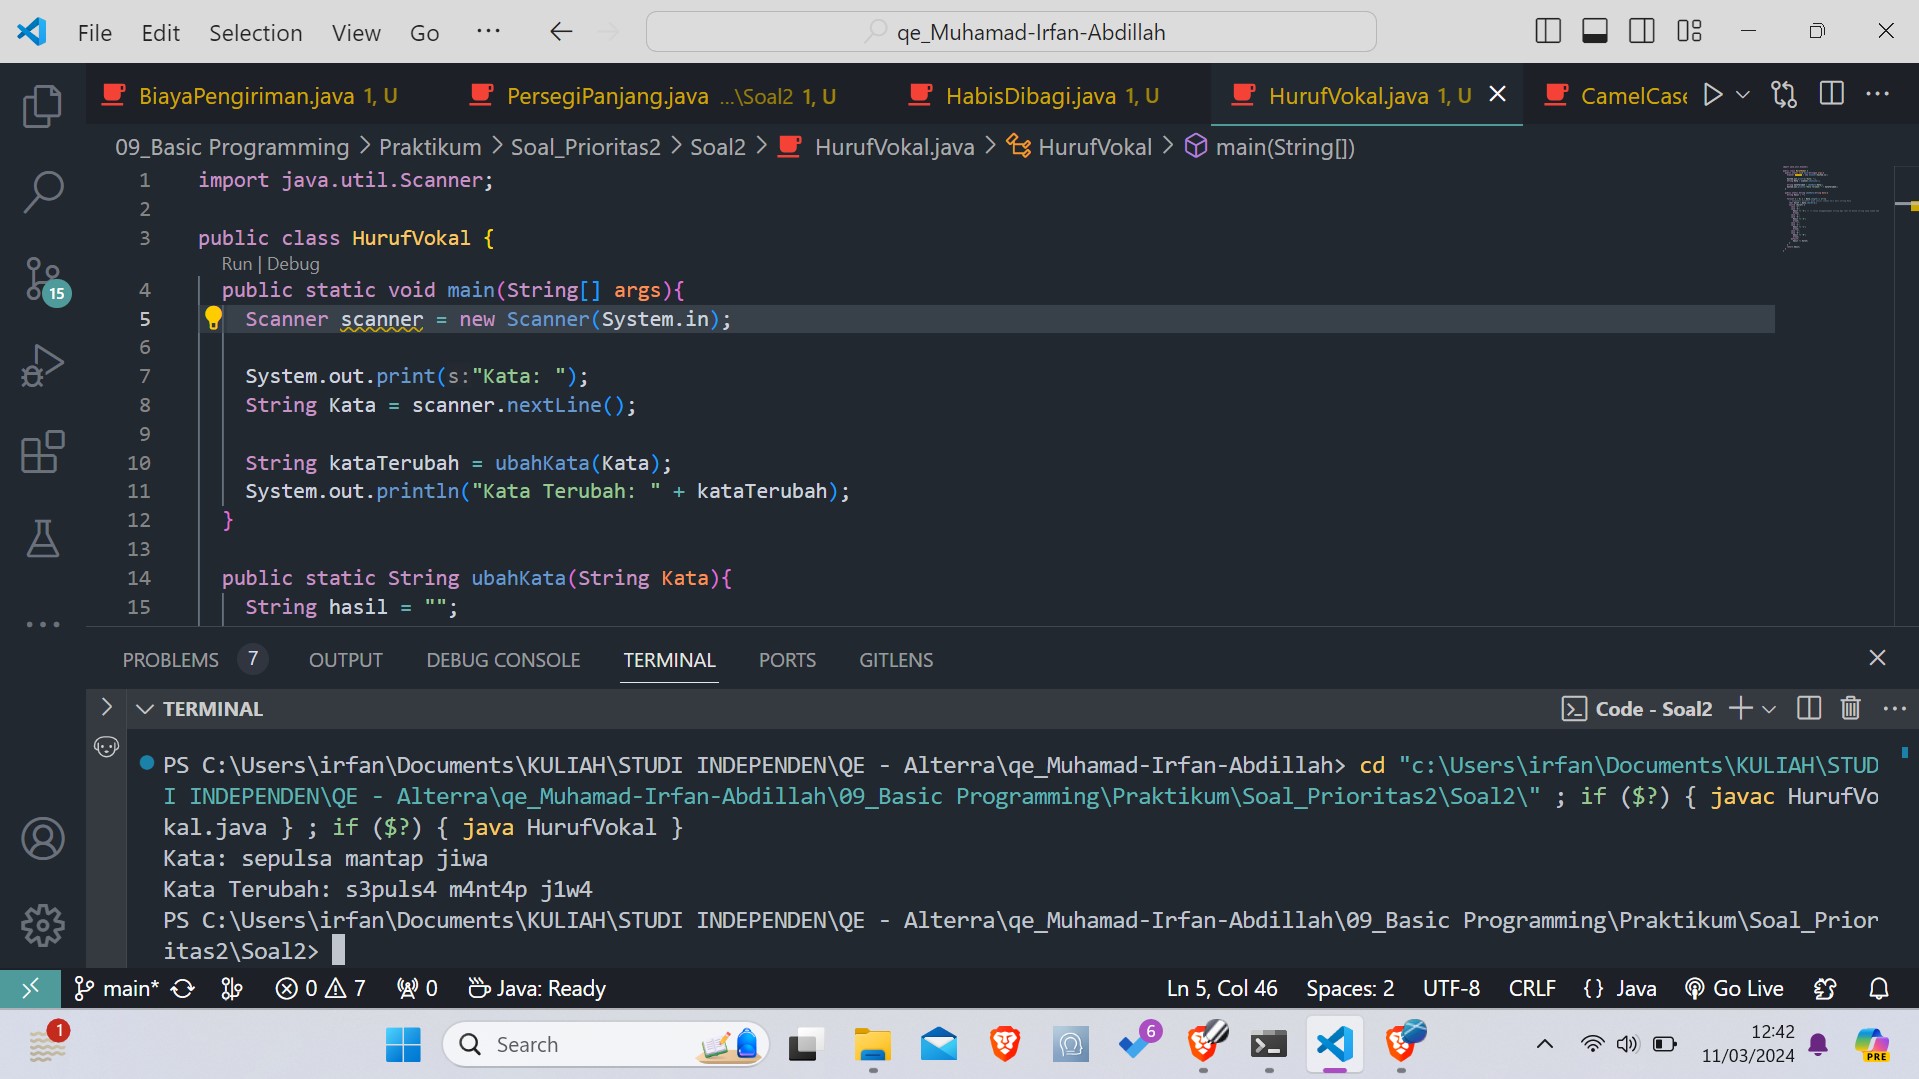 File Edit Selection View Go ··· qe_Muhamad-Irfan-Abdillah
BiayaPengiriman.java 1, U PersegiPanjang.java ...\Soal2 1, U HabisDibagi.java 1, U HurufVokal.java 1, U CamelCase
09_Basic Programming > Praktikum > Soal_Prioritas2 > Soal2 > HurufVokal.java > HurufVokal > main(String[])
1 import java.util.Scanner;
2
3 public class HurufVokal {
Run | Debug
4 public static void main(String[] args){
5 Scanner scanner = new Scanner(System.in);
6
7 System.out.print(s:"Kata: ");
8 String Kata = scanner.nextLine();
9
10 String kataTerubah = ubahKata(Kata);
11 System.out.println("Kata Terubah: " + kataTerubah);
12 }
13
14 public static String ubahKata(String Kata){
15 String hasil = "";
15
PROBLEMS 7 OUTPUT DEBUG CONSOLE TERMINAL PORTS GITLENS
TERMINAL Code - Soal2
PS C:\Users\irfan\Documents\KULIAH\STUDI INDEPENDEN\QE - Alterra\qe_Muhamad-Irfan-Abdillah> cd "c:\Users\irfan\Documents\KULIAH\STUD
I INDEPENDEN\QE - Alterra\qe_Muhamad-Irfan-Abdillah\09_Basic Programming\Praktikum\Soal_Prioritas2\Soal2\" ; if ($?) { javac HurufVo
kal.java } ; if ($?) { java HurufVokal }
Kata: sepulsa mantap jiwa
Kata Terubah: s3puls4 m4nt4p j1w4
PS C:\Users\irfan\Documents\KULIAH\STUDI INDEPENDEN\QE - Alterra\qe_Muhamad-Irfan-Abdillah\09_Basic Programming\Praktikum\Soal_Prior
itas2\Soal2>
main* 0 7 0 Java: Ready Ln 5, Col 46 Spaces: 2 UTF-8 CRLF {} Java Go Live
1 Search 6 12:42
11/03/2024
PRE